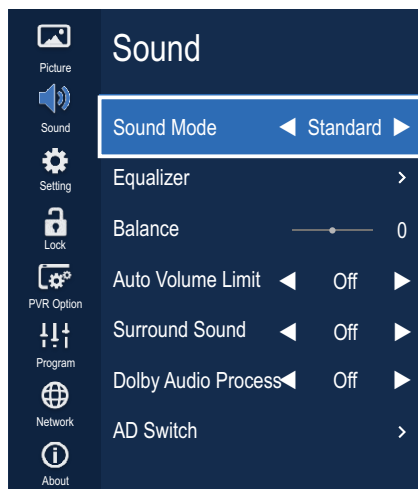 Picture
Sound
Setting
Lock
PVR Option
Program
Network
About
Sound
Sound Mode Standard
Equalizer
Balance 0
Auto Volume Limit Off
Surround Sound Off
Dolby Audio Process Off
AD Switch